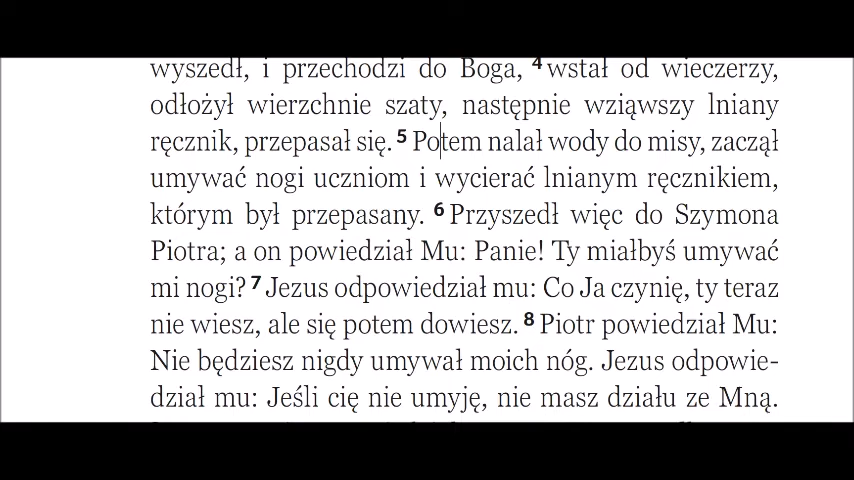 wyszedł, i przechodzi do Boga, 4 wstał od wieczerzy,
odłożył wierzchnie szaty, następnie wziąwszy lniany
ręcznik, przepasał się. 5 Potem nalał wody do misy, zaczął
umywać nogi uczniom i wycierać lnianym ręcznikiem,
którym był przepasany. 6 Przyszedł więc do Szymona
Piotra; a on powiedział Mu: Panie! Ty miałbyś umywać
mi nogi? 7 Jezus odpowiedział mu: Co Ja czynię, ty teraz
nie wiesz, ale się potem dowiesz. 8 Piotr powiedział Mu:
Nie będziesz nigdy umywał moich nóg. Jezus odpowie-
dział mu: Jeśli cię nie umyję, nie masz działu ze Mną.